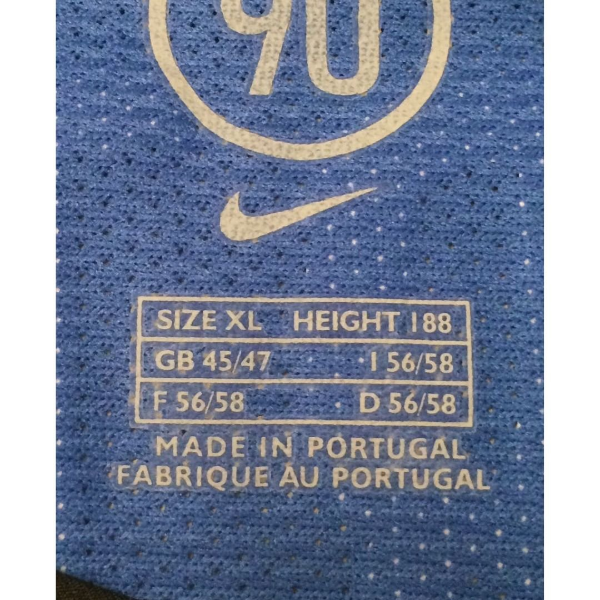 90
SIZE XL HEIGHT 188
GB 45/47 I 56/58
F 56/58 D 56/58
MADE IN PORTUGAL
FABRIQUE AU PORTUGAL